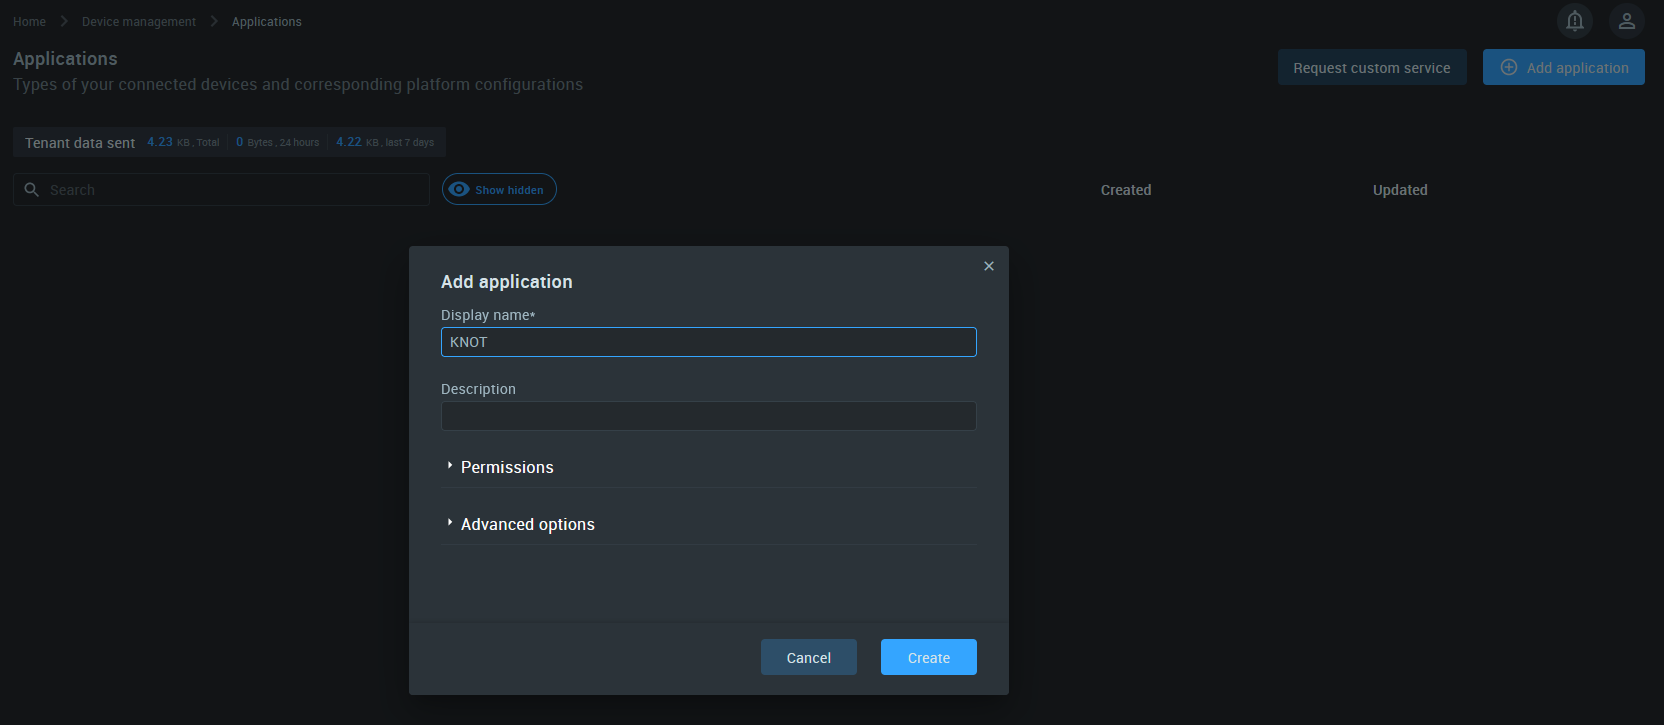 Home > Device management > Applications
Applications
Types of your connected devices and corresponding platform configurations
Request custom service
Add application
Tenant data sent 4.23 KB , Total 0 Bytes , 24 hours 4.22 KB , last 7 days
Search
Show hidden
Created
Updated
Add application
Display name*
KNOT
Description
Permissions
Advanced options
Cancel
Create